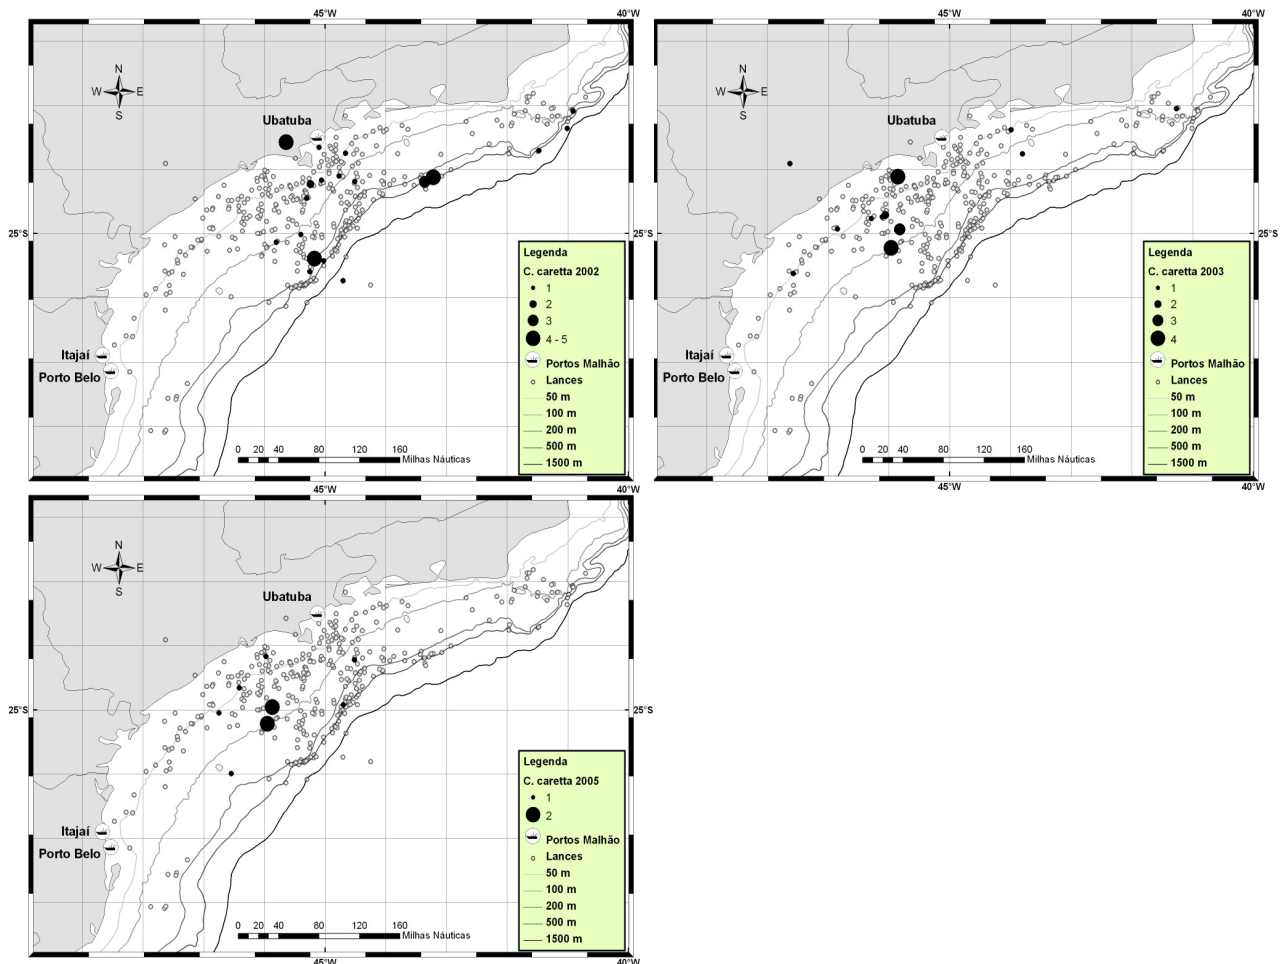 45°W
40°W
N
W
E
S
Ubatuba
25°S
Itajaí
Porto Belo
Legenda
C. caretta 2002
1
2
3
4 - 5
Portos Malhão
Lances
50 m
100 m
200 m
500 m
1500 m
0 20 40 80 120 160
Milhas Náuticas
45°W
40°W
45°W
40°W
N
W
E
S
Ubatuba
25°S
Itajaí
Porto Belo
Legenda
C. caretta 2003
1
2
3
4
Portos Malhão
Lances
50 m
100 m
200 m
500 m
1500 m
0 20 40 80 120 160
Milhas Náuticas
45°W
40°W
N
W
E
S
Ubatuba
25°S
25°S
Itajaí
Porto Belo
Legenda
C. caretta 2005
1
2
Portos Malhão
Lances
50 m
100 m
200 m
500 m
1500 m
0 20 40 80 120 160
Milhas Náuticas
45°W
40°W